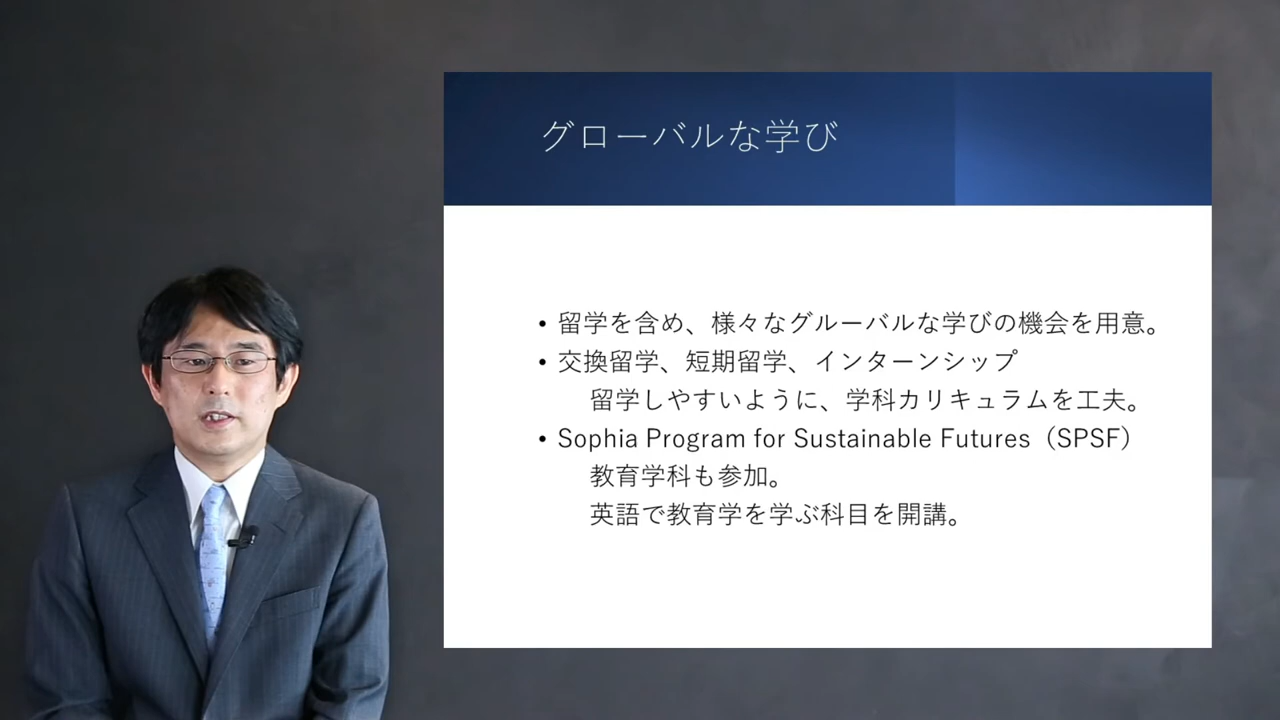 グローバルな学び
• 留学を含め、様々なグルーバルな学びの機会を用意。
• 交換留学、短期留学、インターンシップ
留学しやすいように、学科カリキュラムを工夫。
• Sophia Program for Sustainable Futures（SPSF）
教育学科も参加。
英語で教育学を学ぶ科目を開講。